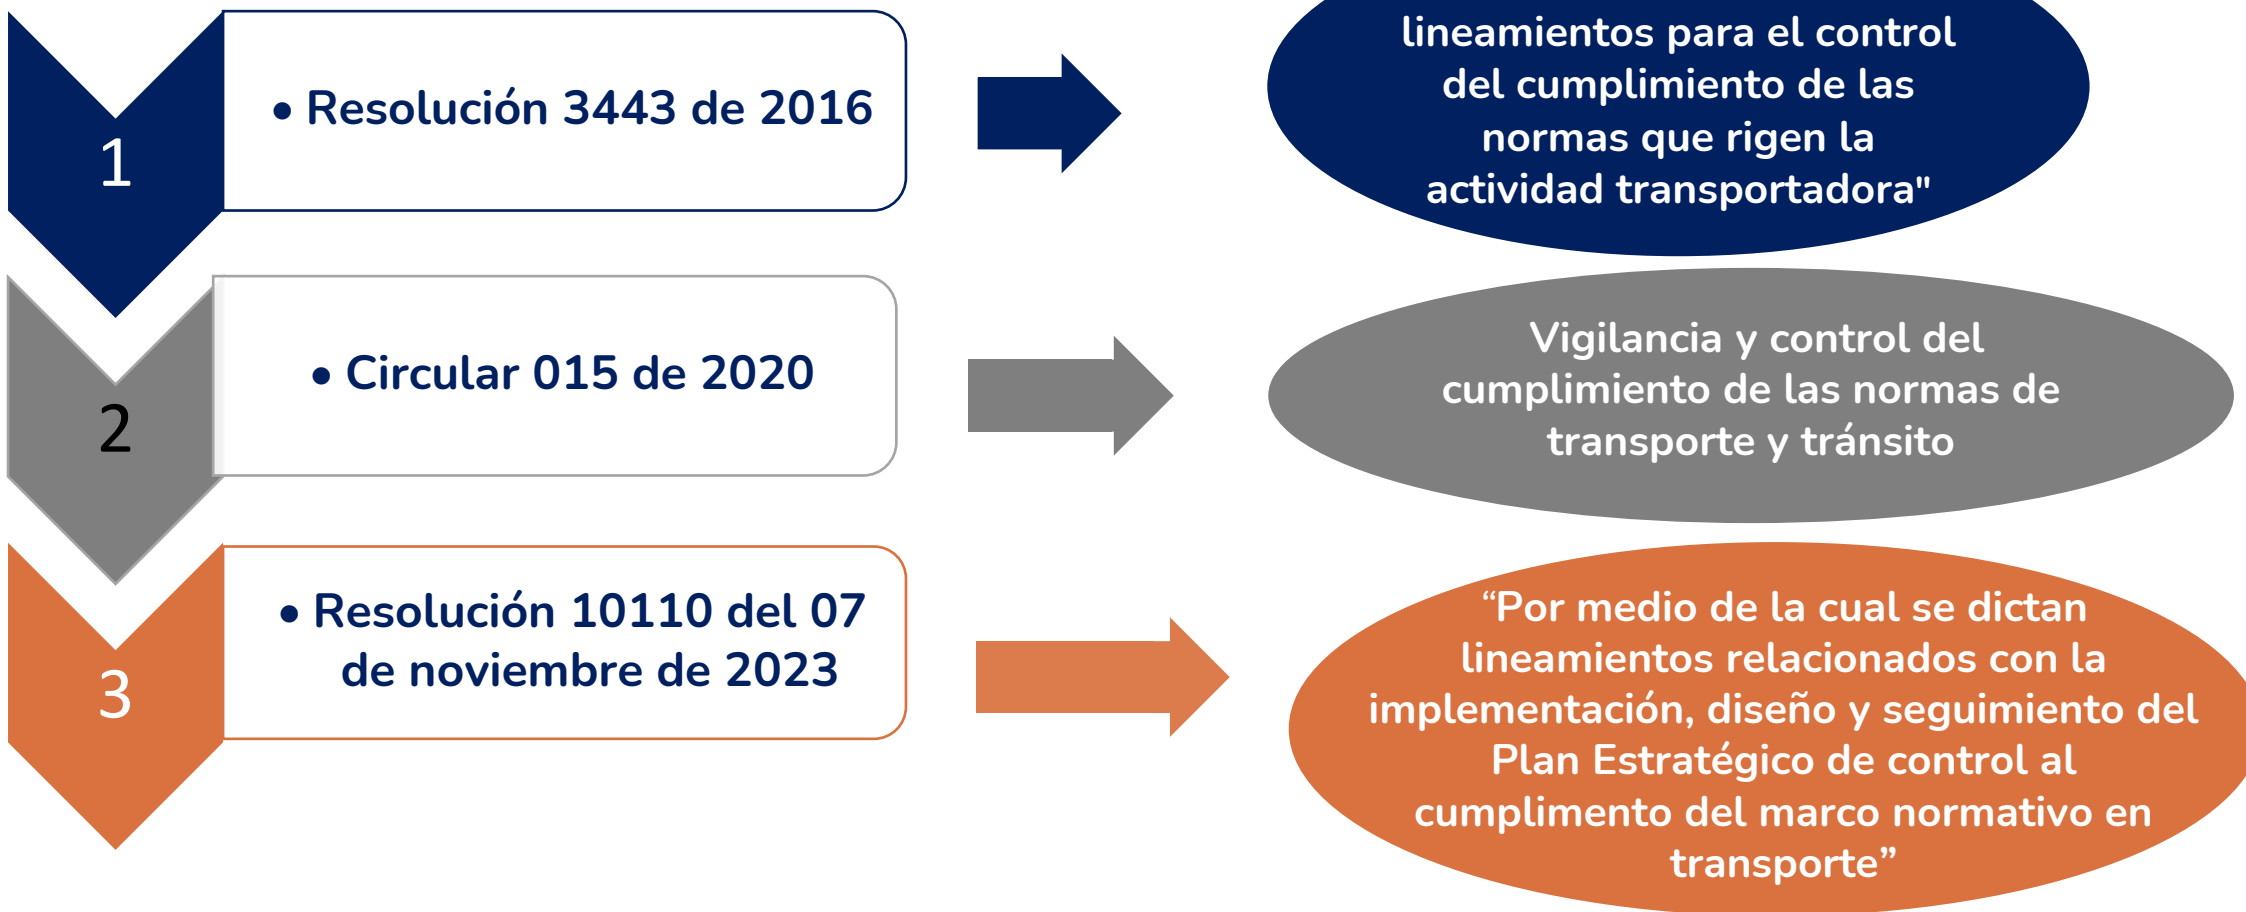 1
• Resolución 3443 de 2016
lineamientos para el control
del cumplimiento de las
normas que rigen la
actividad transportadora"
2
• Circular 015 de 2020
Vigilancia y control del
cumplimiento de las normas de
transporte y tránsito
3
• Resolución 10110 del 07
de noviembre de 2023
“Por medio de la cual se dictan
lineamientos relacionados con la
implementación, diseño y seguimiento del
Plan Estratégico de control al
cumplimento del marco normativo en
transporte”